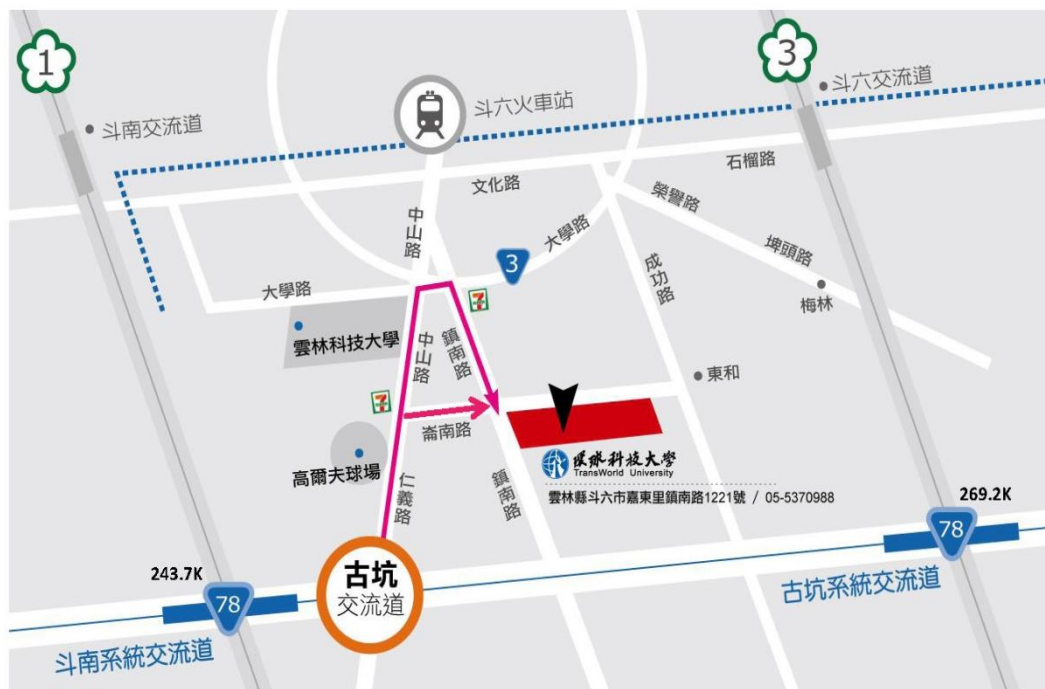 1
3
斗六交流道
斗南交流道
斗六火車站
石榴路
文化路
榮譽路
中山路
大學路
埤頭路
3
成功路
大學路
7
梅林
雲林科技大學
中山路
鎮南路
東和
7
崙南路
環球科技大學
TransWorld University
高爾夫球場
仁義路
鎮南路
雲林縣斗六市嘉東里鎮南路1221號 / 05-5370988
269.2K
78
243.7K
古坑
交流道
古坑系統交流道
78
斗南系統交流道